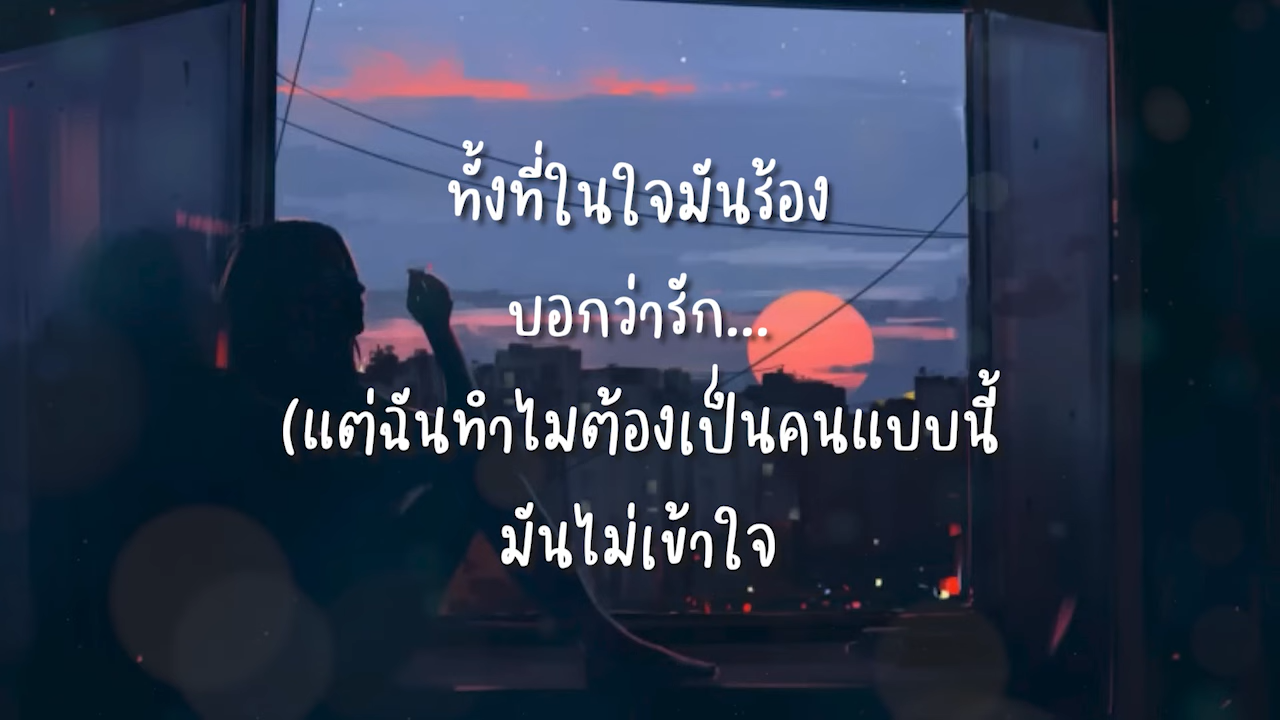 ทั้งที่ในใจมันร้อง
บอกว่ารัก...
(แต่ฉันทำไมต้องเป็นคนแบบนี้
มันไม่เข้าใจ